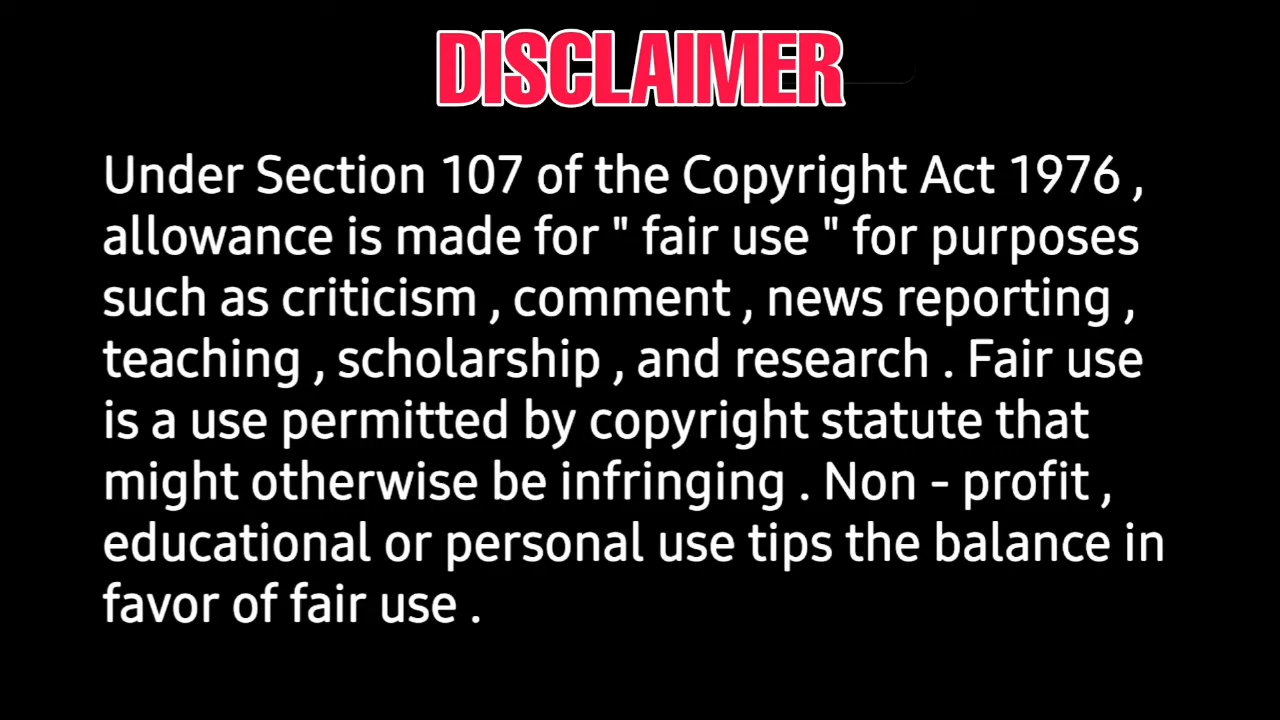 DISCLAIMER
Under Section 107 of the Copyright Act 1976 ,
allowance is made for " fair use " for purposes
such as criticism , comment , news reporting ,
teaching , scholarship , and research . Fair use
is a use permitted by copyright statute that
might otherwise be infringing . Non - profit ,
educational or personal use tips the balance in
favor of fair use .